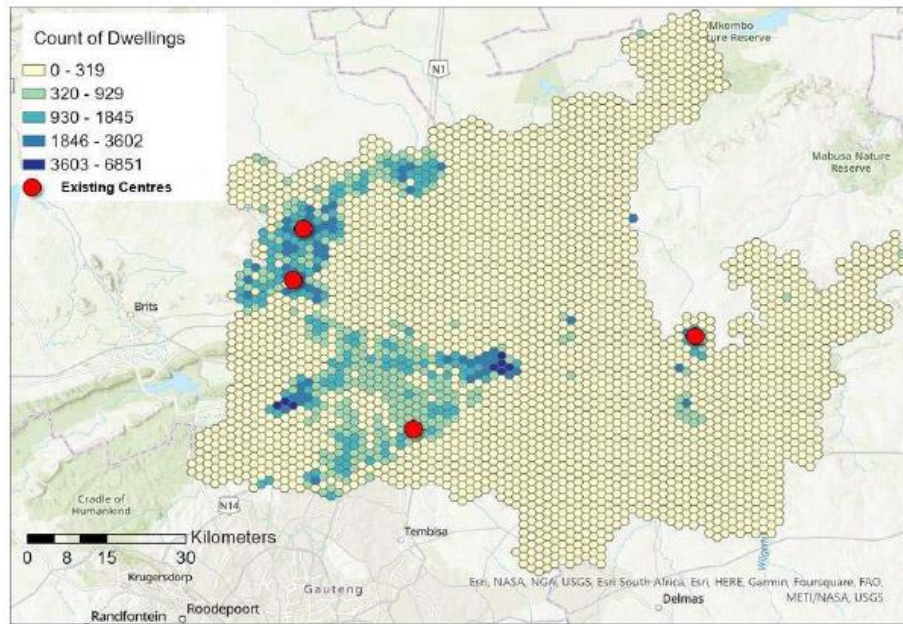 Count of Dwellings
0 - 319
320 - 929
930 - 1845
1846 - 3602
3603 - 6851
Existing Centres
Mkombo
ure Reserve
N1
Mabusa Nature
Reserve
Brits
Cradle of
Humankind
N14
Kilometers
0 8 15 30
Tembisa
Krugersdorp
Gauteng
Randfontein
Roodepoort
Delmas
Wilgers
Esri, NASA, NGA, USGS, Esri South Africa, Esri, HERE, Garmin, Foursquare, FAO,
METI/NASA, USGS